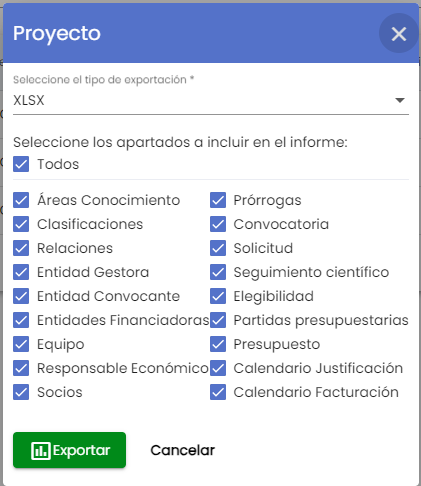 Proyecto
Seleccione el tipo de exportación *
XLSX
Seleccione los apartados a incluir en el informe:
Todos
Áreas Conocimiento
Prórrogas
Clasificaciones
Convocatoria
Relaciones
Solicitud
Entidad Gestora
Seguimiento científico
Entidad Convocante
Elegibilidad
Entidades Financiadoras
Partidas presupuestarias
Equipo
Presupuesto
Responsable Económico
Calendario Justificación
Socios
Calendario Facturación
Exportar
Cancelar